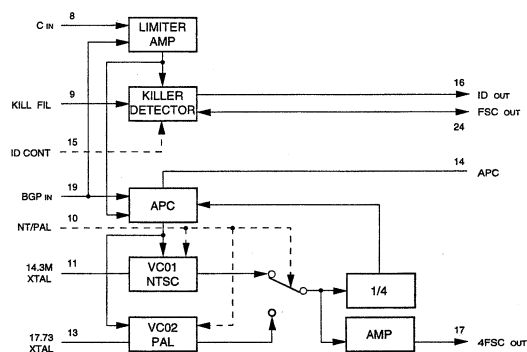 8
C IN
LIMITER
AMP
16
ID OUT
9
KILL FIL
KILLER
DETECTOR
FSC OUT
15
24
ID CONT
14
APC
19
BGP IN
APC
10
NT/PAL
11
14.3M
XTAL
VC01
NTSC
1/4
13
17.73
XTAL
VC02
PAL
AMP
17
4FSC OUT